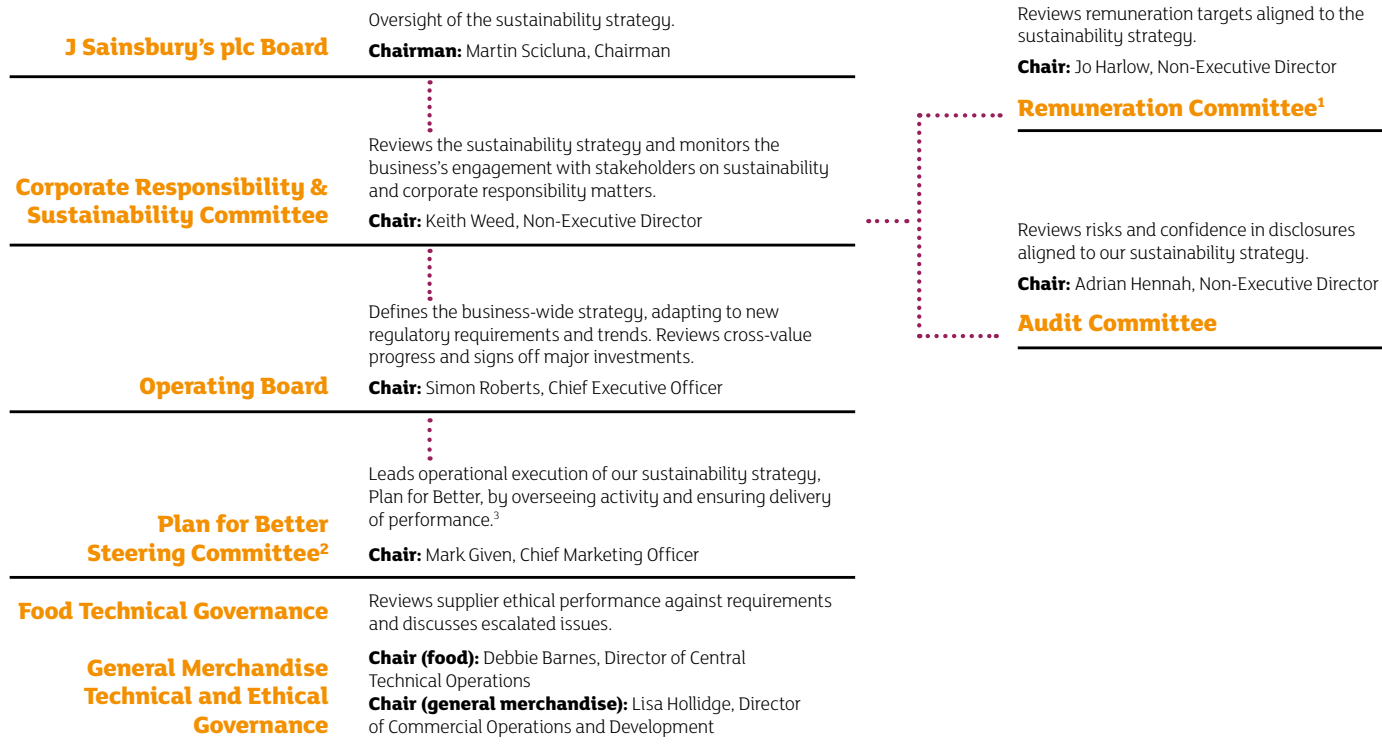 J Sainsbury's plc Board
Oversight of the sustainability strategy.
Chairman: Martin Scicluna, Chairman
Corporate Responsibility &
Sustainability Committee
Reviews the sustainability strategy and monitors the
business's engagement with stakeholders on sustainability
and corporate responsibility matters.
Chair: Keith Weed, Non-Executive Director
Operating Board
Defines the business-wide strategy, adapting to new
regulatory requirements and trends. Reviews cross-value
progress and signs off major investments.
Chair: Simon Roberts, Chief Executive Officer
Plan for Better
Steering Committee²
Leads operational execution of our sustainability strategy,
Plan for Better, by overseeing activity and ensuring delivery
of performance.³
Chair: Mark Given, Chief Marketing Officer
Food Technical Governance
General Merchandise
Technical and Ethical
Governance
Reviews supplier ethical performance against requirements
and discusses escalated issues.
Chair (food): Debbie Barnes, Director of Central
Technical Operations
Chair (general merchandise): Lisa Hollidge, Director
of Commercial Operations and Development
Reviews remuneration targets aligned to the
sustainability strategy.
Chair: Jo Harlow, Non-Executive Director
Remuneration Committee¹
Reviews risks and confidence in disclosures
aligned to our sustainability strategy.
Chair: Adrian Hennah, Non-Executive Director
Audit Committee